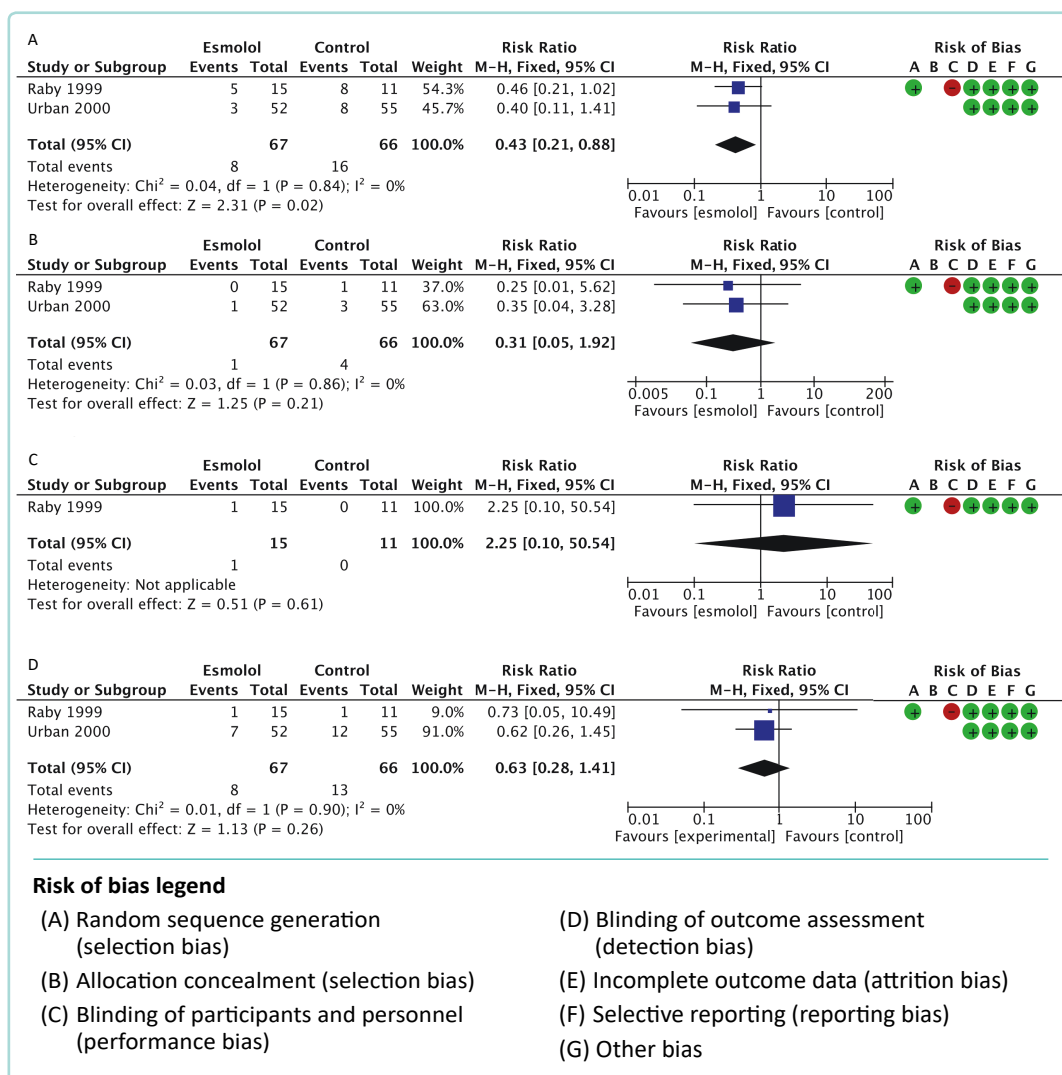 A
Esmolol Control Risk Ratio Risk Ratio Risk of Bias
Study or Subgroup Events Total Events Total Weight M-H, Fixed, 95% CI M-H, Fixed, 95% CI A B C D E F G
Raby 1999 5 15 8 11 54.3% 0.46 [0.21, 1.02] + - + + + +
Urban 2000 3 52 8 55 45.7% 0.40 [0.11, 1.41] + + + +
Total (95% CI) 67 66 100.0% 0.43 [0.21, 0.88]
Total events 8 16
Heterogeneity: Chi² = 0.04, df = 1 (P = 0.84); I² = 0%
Test for overall effect: Z = 2.31 (P = 0.02)
0.01 0.1 1 10 100
Favours [esmolol] Favours [control]
B
Esmolol Control Risk Ratio Risk Ratio Risk of Bias
Study or Subgroup Events Total Events Total Weight M-H, Fixed, 95% CI M-H, Fixed, 95% CI A B C D E F G
Raby 1999 0 15 1 11 37.0% 0.25 [0.01, 5.62] + - + + + +
Urban 2000 1 52 3 55 63.0% 0.35 [0.04, 3.28] + + + +
Total (95% CI) 67 66 100.0% 0.31 [0.05, 1.92]
Total events 1 4
Heterogeneity: Chi² = 0.03, df = 1 (P = 0.86); I² = 0%
Test for overall effect: Z = 1.25 (P = 0.21)
0.005 0.1 1 10 200
Favours [esmolol] Favours [control]
C
Esmolol Control Risk Ratio Risk Ratio Risk of Bias
Study or Subgroup Events Total Events Total Weight M-H, Fixed, 95% CI M-H, Fixed, 95% CI A B C D E F G
Raby 1999 1 15 0 11 100.0% 2.25 [0.10, 50.54] + - + + + +
Total (95% CI) 15 11 100.0% 2.25 [0.10, 50.54]
Total events 1 0
Heterogeneity: Not applicable
Test for overall effect: Z = 0.51 (P = 0.61)
0.01 0.1 1 10 100
Favours [esmolol] Favours [control]
D
Esmolol Control Risk Ratio Risk Ratio Risk of Bias
Study or Subgroup Events Total Events Total Weight M-H, Fixed, 95% CI M-H, Fixed, 95% CI A B C D E F G
Raby 1999 1 15 1 11 9.0% 0.73 [0.05, 10.49] + - + + + +
Urban 2000 7 52 12 55 91.0% 0.62 [0.26, 1.45] + + + +
Total (95% CI) 67 66 100.0% 0.63 [0.28, 1.41]
Total events 8 13
Heterogeneity: Chi² = 0.01, df = 1 (P = 0.90); I² = 0%
Test for overall effect: Z = 1.13 (P = 0.26)
0.01 0.1 1 10 100
Favours [experimental] Favours [control]
Risk of bias legend
(A) Random sequence generation
(selection bias)
(B) Allocation concealment (selection bias)
(C) Blinding of participants and personnel
(performance bias)
(D) Blinding of outcome assessment
(detection bias)
(E) Incomplete outcome data (attrition bias)
(F) Selective reporting (reporting bias)
(G) Other bias